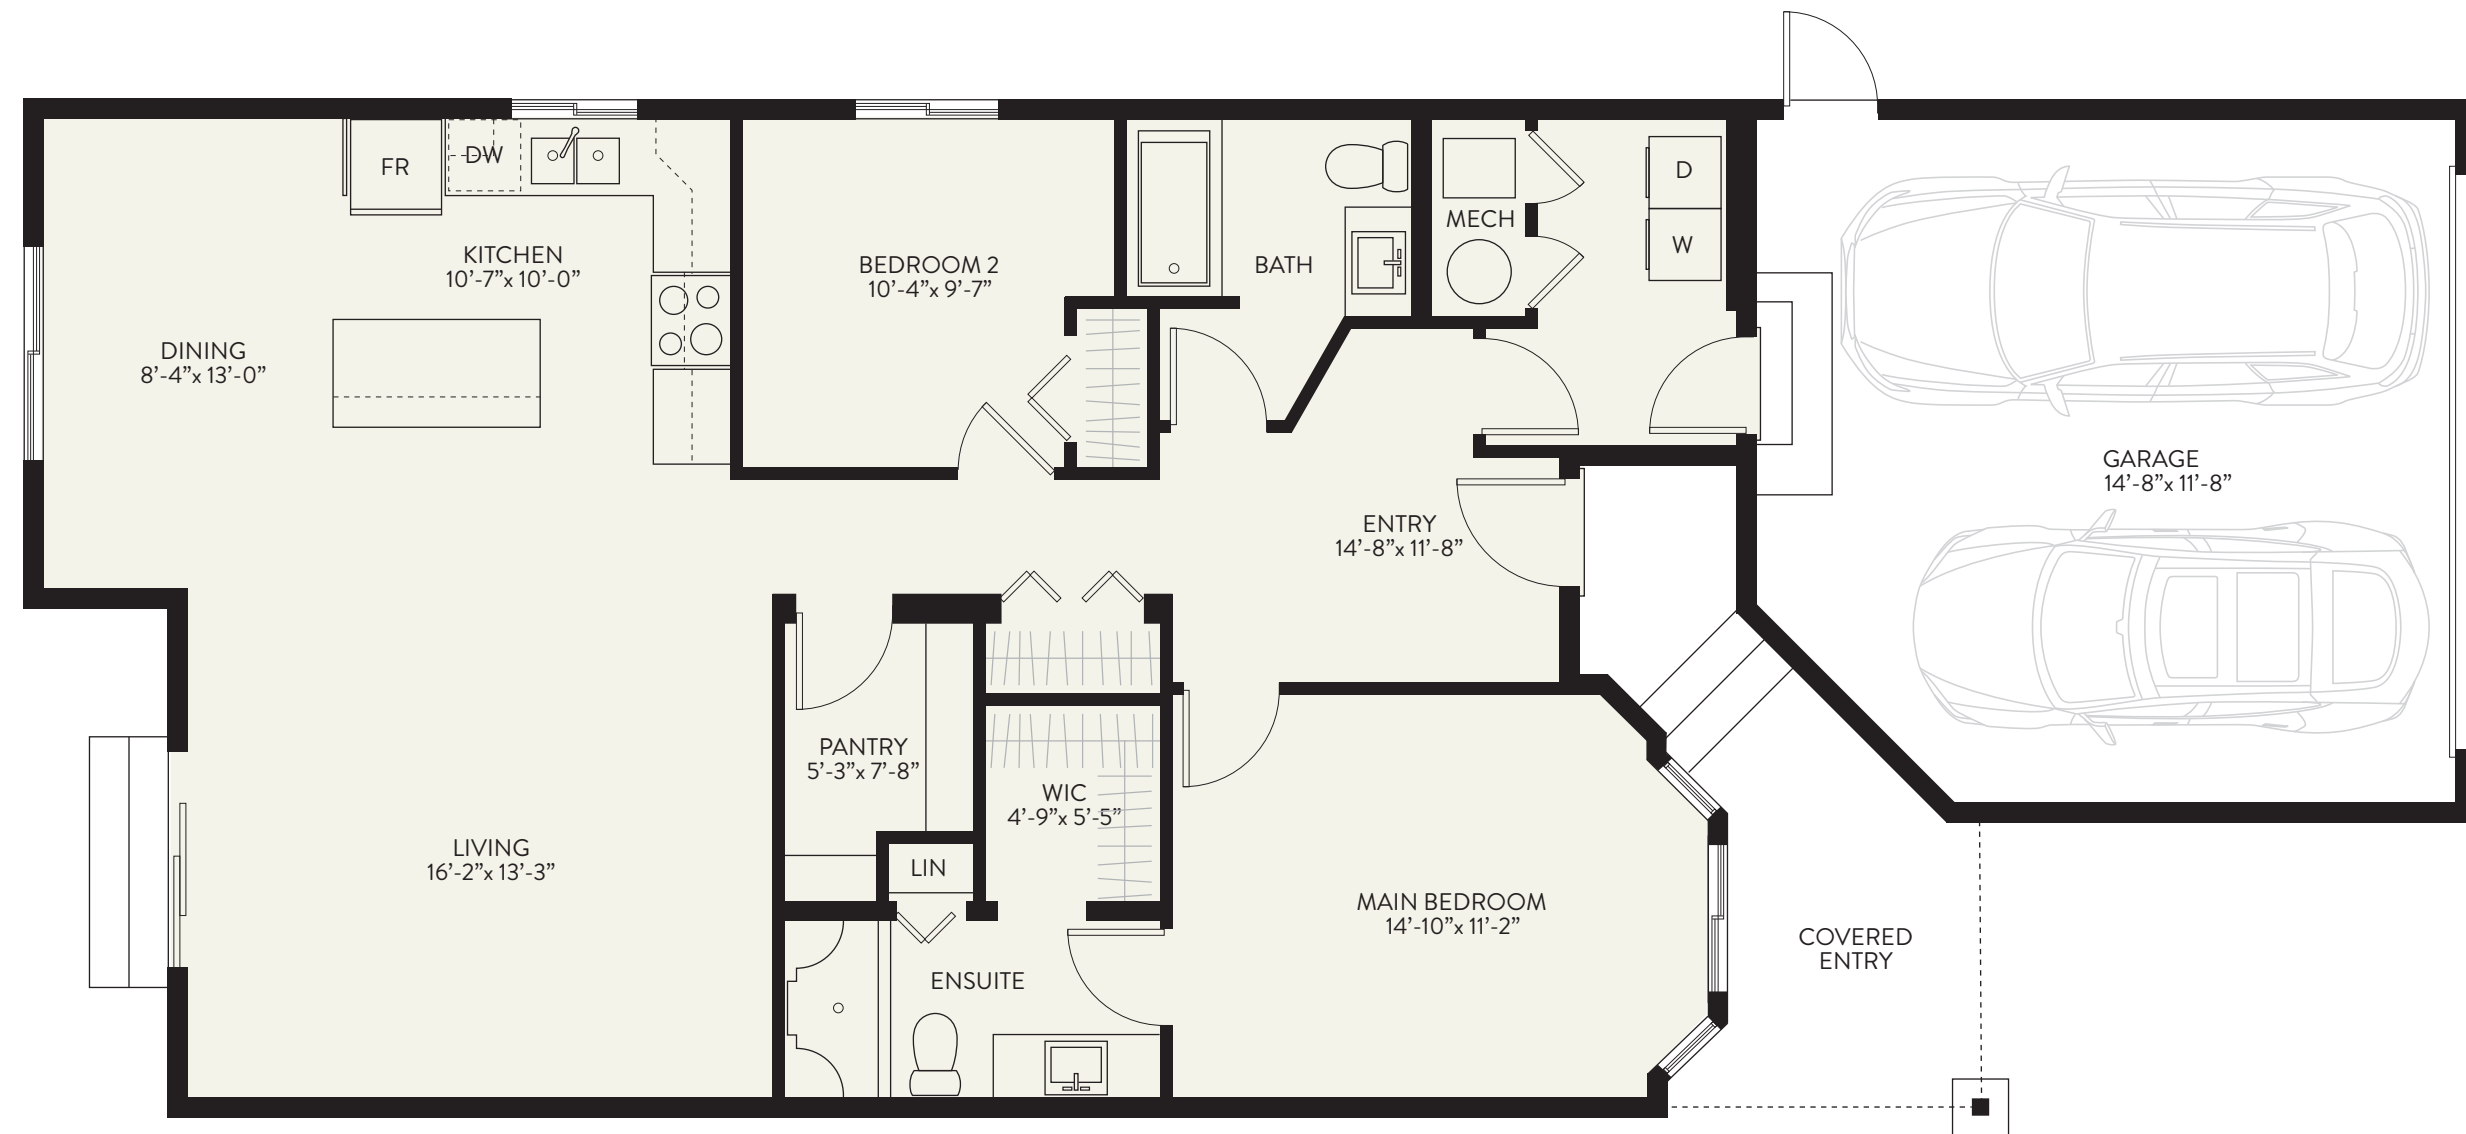 FR
DW
KITCHEN
10’-7”x 10’-0”
DINING
8’-4”x 13’-0”
BEDROOM 2
10’-4”x 9’-7”
BATH
MECH
D
W
GARAGE
14’-8”x 11’-8”
ENTRY
14’-8”x 11’-8”
PANTRY
5’-3”x 7’-8”
WIC
4’-9”x 5’-5”
LIVING
16’-2”x 13’-3”
LIN
ENSUITE
MAIN BEDROOM
14’-10”x 11’-2”
COVERED
ENTRY